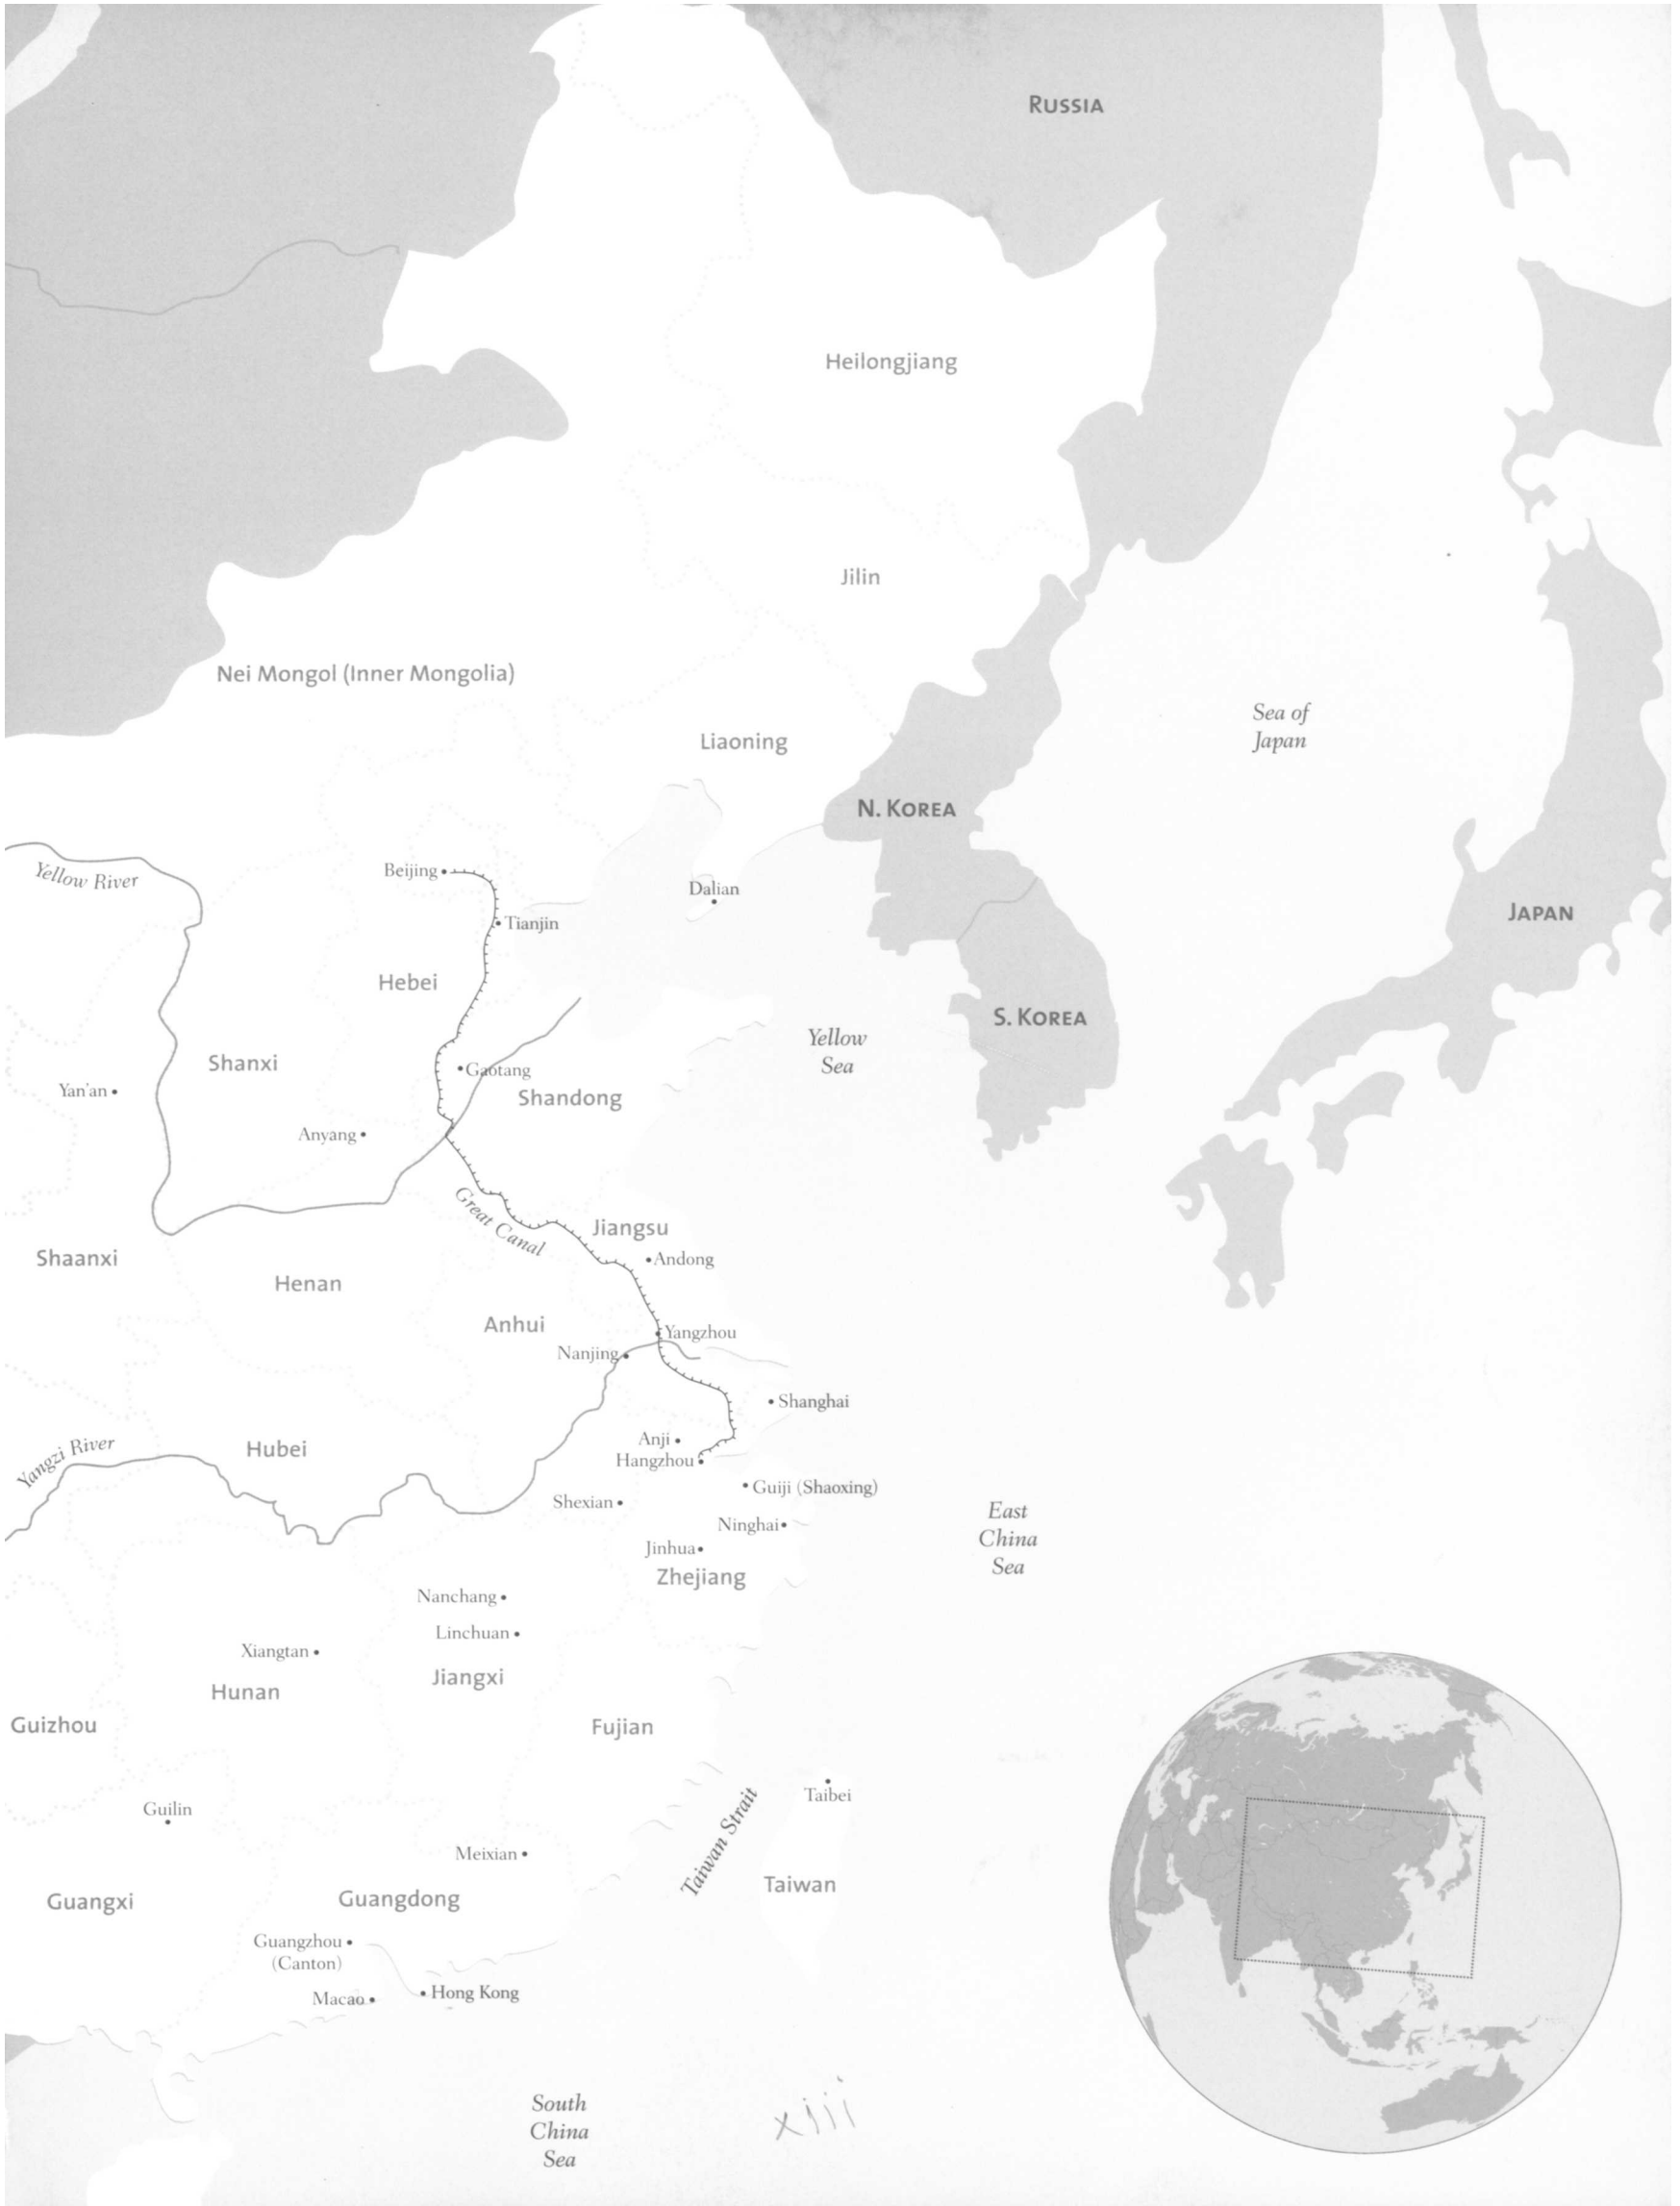 RUSSIA
Heilongjiang
Jilin
Nei Mongol (Inner Mongolia)
Sea of
Japan
Liaoning
N. KOREA
Yellow River
Beijing
Dalian
JAPAN
Tianjin
Hebei
S. KOREA
Yellow
Sea
Shanxi
Gaotang
Yan'an
Shandong
Anyang
Great Canal
Jiangsu
Shaanxi
Andong
Henan
Anhui
Yangzhou
Nanjing
Shanghai
Yangzi River
Hubei
Anji
Hangzhou
Guiji (Shaoxing)
Shexian
East
China
Sea
Ninghai
Jinhua
Zhejiang
Nanchang
Linchuan
Xiangtan
Jiangxi
Hunan
Guizhou
Fujian
Taibei
Guilin
Taiwan Strait
Meixian
Taiwan
Guangxi
Guangdong
Guangzhou
(Canton)
Hong Kong
Macao
South
China
Sea
xiii